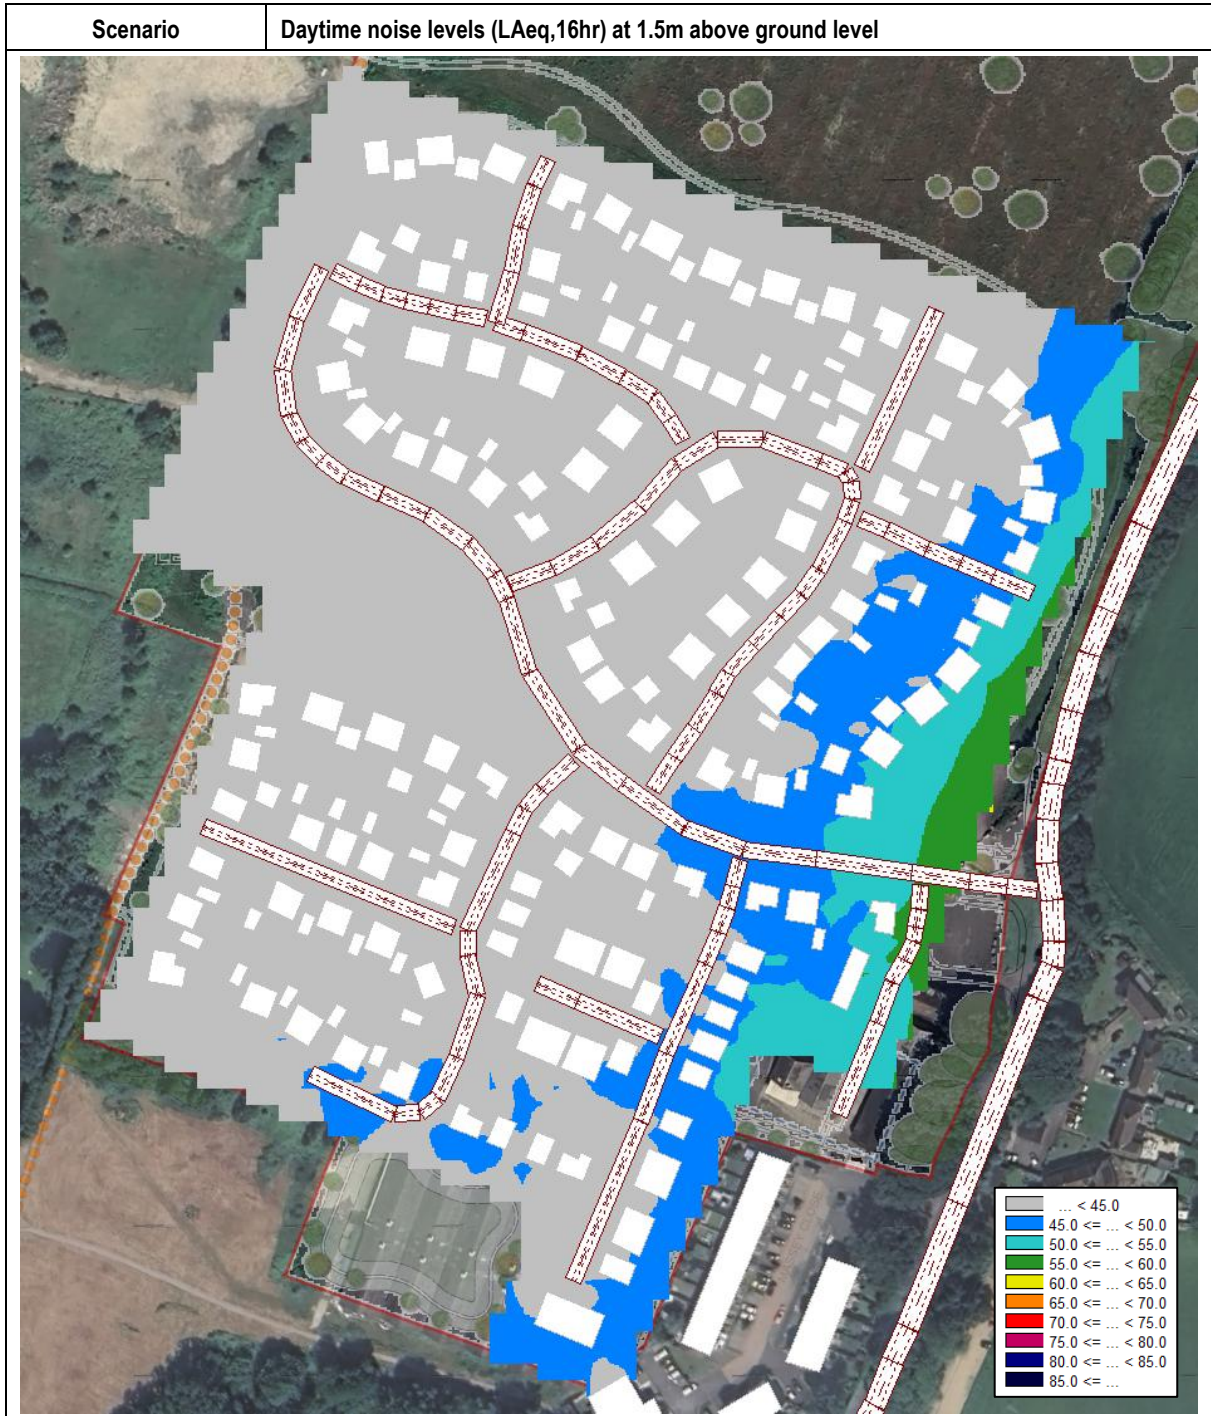 Scenario
Daytime noise levels (LAeq,16hr) at 1.5m above ground level
... < 45.0
45.0 <= ... < 50.0
50.0 <= ... < 55.0
55.0 <= ... < 60.0
60.0 <= ... < 65.0
65.0 <= ... < 70.0
70.0 <= ... < 75.0
75.0 <= ... < 80.0
80.0 <= ... < 85.0
85.0 <= ...